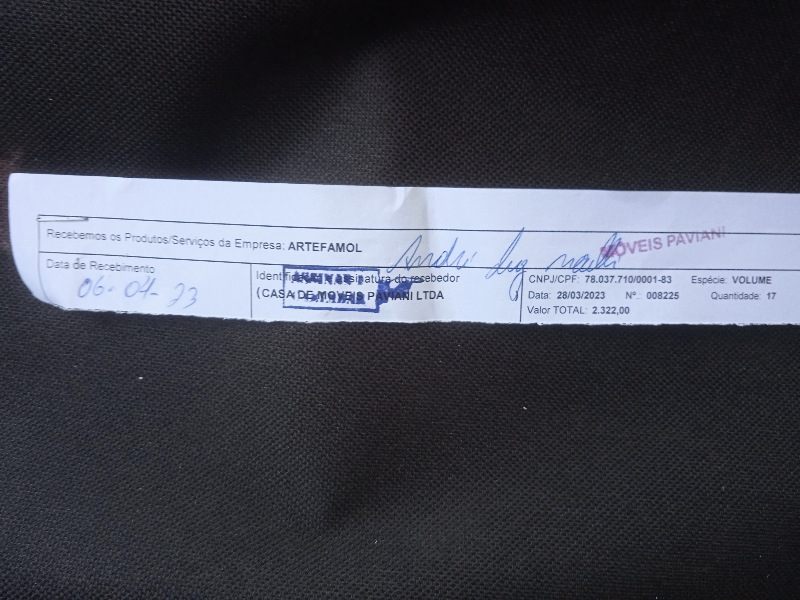 Recebemos os Produtos/Serviços da Empresa: ARTEFAMOL
MÓVEIS PAVIANI
Data de Recebimento
06-04-23
Identificação e assinatura do recebedor
(CASA DE MOVEIS PAVIANI LTDA
CNPJ/CPF: 78.037.710/0001-83 Espécie: VOLUME
Data: 28/03/2023 Nº.: 008225 Quantidade: 17
Valor TOTAL: 2.322,00